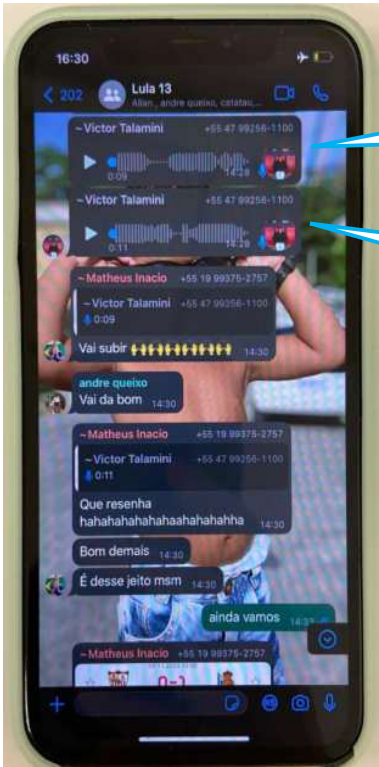 16:30
202
Lula 13
Allan , andre queixo, catatau,...
~Victor Talamini +55 47 99256-1100
0:09 14:28
~Victor Talamini +55 47 99256-1100
0:11 14:28
~Matheus Inacio +55 19 99375-2757
~Victor Talamini +55 47 99256-1100
0:09
Vai subir 14:30
andre queixo
Vai da bom 14:30
~Matheus Inacio +55 19 99375-2757
~Victor Talamini +55 47 99256-1100
0:11
Que resenha
hahahahahahahaahahahahha 14:30
Bom demais 14:30
É desse jeito msm 14:30
ainda vamos 14:33
~Matheus Inacio +55 19 99375-2757
0-1